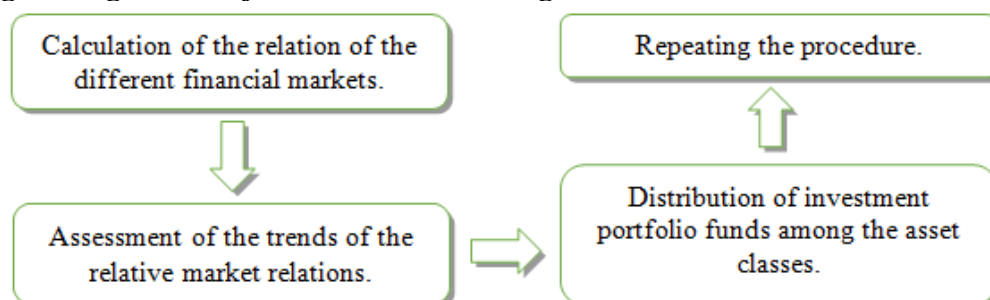 Calculation of the relation of the
different financial markets.
Assessment of the trends of the
relative market relations.
Distribution of investment
portfolio funds among the asset
classes.
Repeating the procedure.